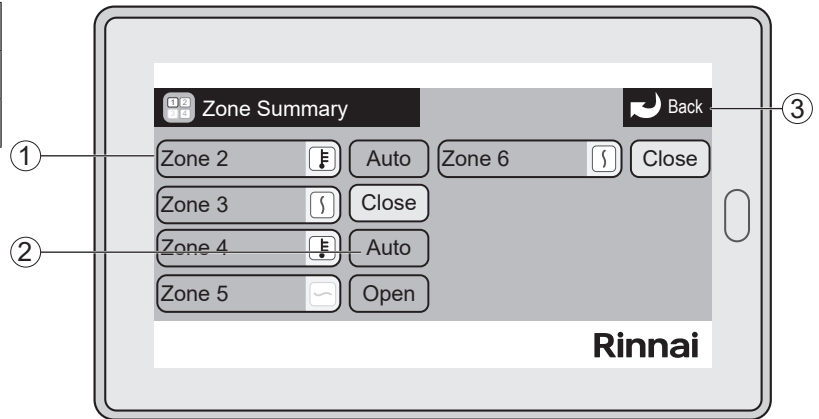 Zone Summary
Back
3
1
Zone 2
Auto
Zone 6
Close
Zone 3
Close
2
Zone 4
Auto
Zone 5
Open
Rinnai